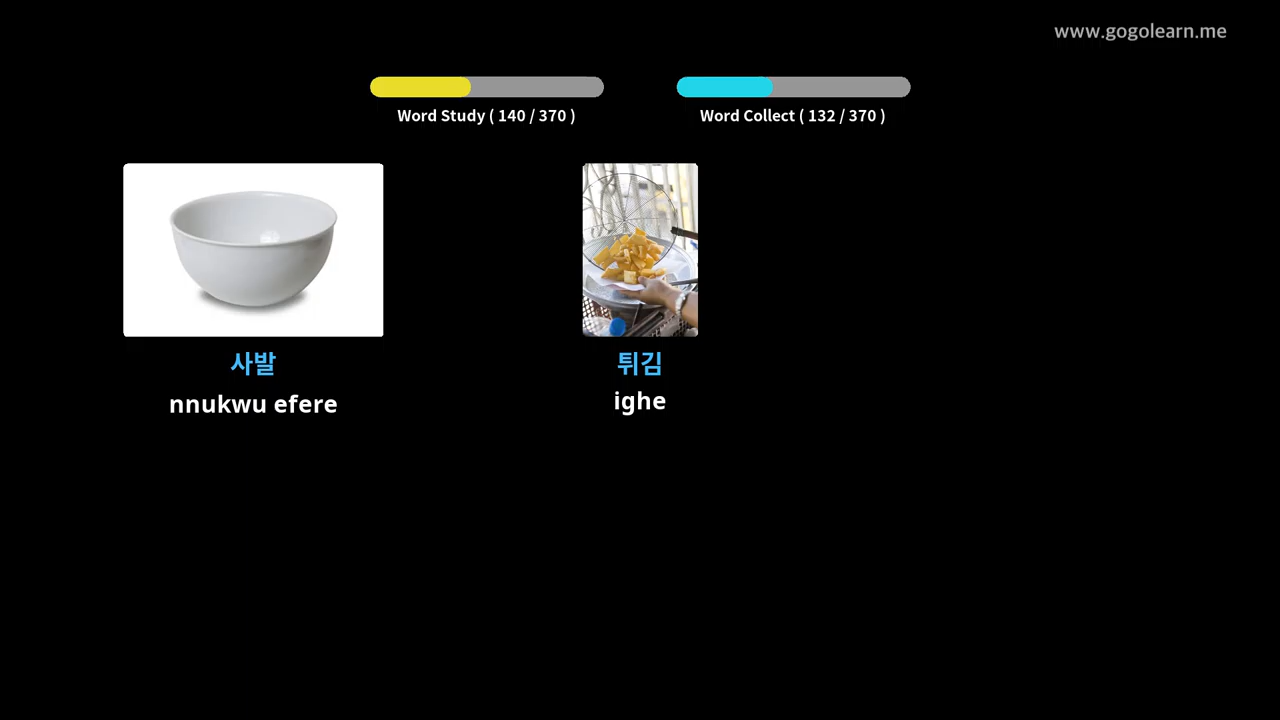 www.gogolearn.me
Word Study ( 140 / 370 )
Word Collect ( 132 / 370 )
사발
nnukwu efere
튀김
ighe